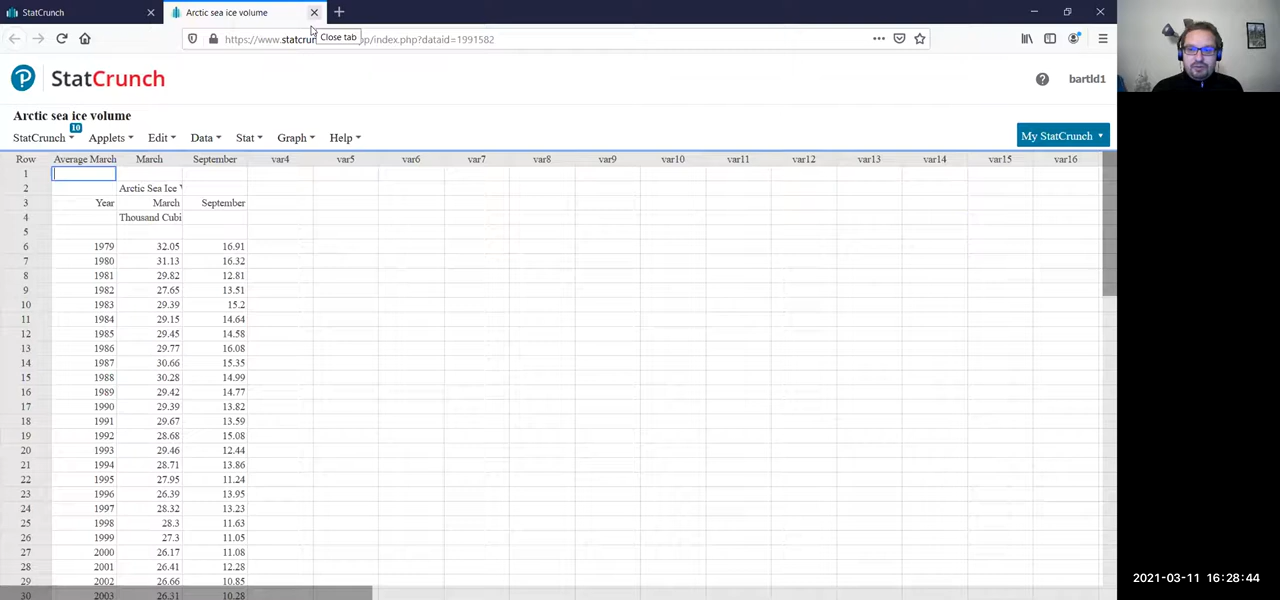 StatCrunch
Arctic sea ice volume
Close tab
https://www.statcrun
p/index.php?dataid=1991582
StatCrunch
bartld1
Arctic sea ice volume
StatCrunch 10 Applets Edit Data Stat Graph Help
My StatCrunch
Row Average March March September var4 var5 var6 var7 var8 var9 var10 var11 var12 var13 var14 var15 var16
1
2 Arctic Sea Ice
3 Year March September
4 Thousand Cubi
5
6 1979 32.05 16.91
7 1980 31.13 16.32
8 1981 29.82 12.81
9 1982 27.65 13.51
10 1983 29.39 15.2
11 1984 29.15 14.64
12 1985 29.45 14.58
13 1986 29.77 16.08
14 1987 30.66 15.35
15 1988 30.28 14.99
16 1989 29.42 14.77
17 1990 29.39 13.82
18 1991 29.67 13.59
19 1992 28.68 15.08
20 1993 29.46 12.44
21 1994 28.71 13.86
22 1995 27.95 11.24
23 1996 26.39 13.95
24 1997 28.32 13.23
25 1998 28.3 11.63
26 1999 27.3 11.05
27 2000 26.17 11.08
28 2001 26.41 12.28
29 2002 26.66 10.85
30 2003 26.31 10.28
2021-03-11 16:28:44